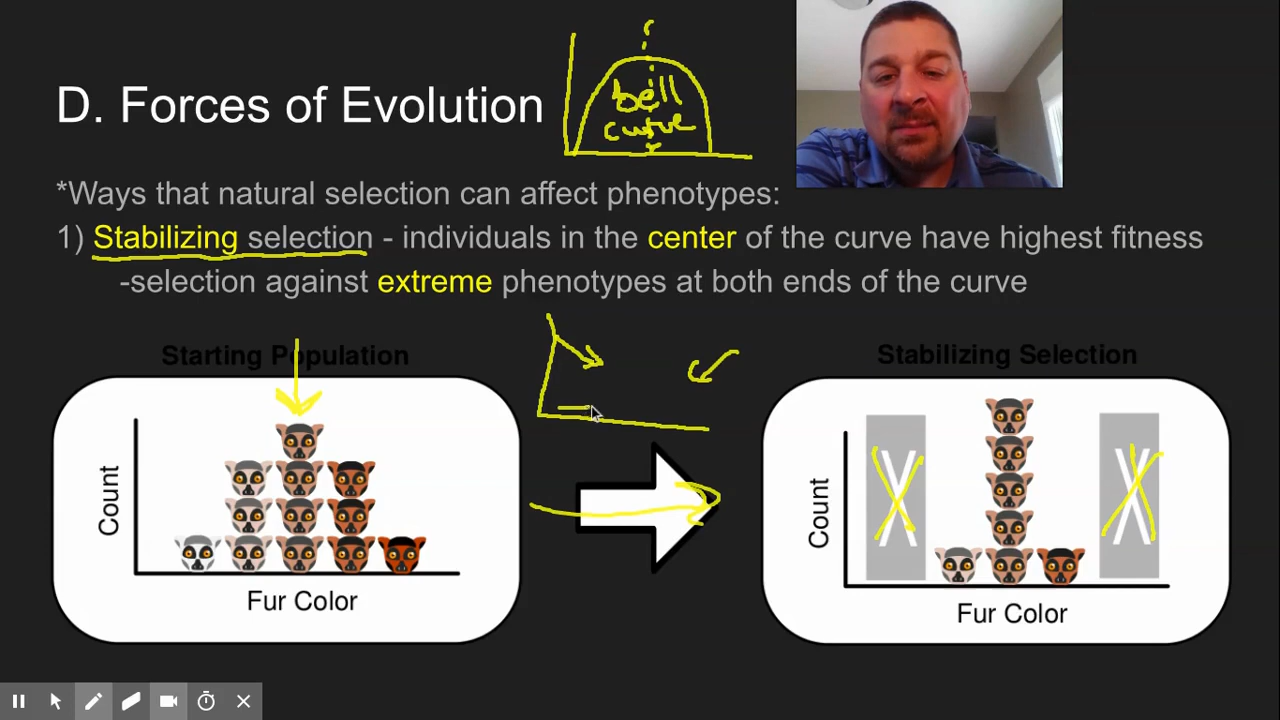 D. Forces of Evolution
bell
curve
*Ways that natural selection can affect phenotypes:
1) Stabilizing selection - individuals in the center of the curve have highest fitness
-selection against extreme phenotypes at both ends of the curve
Starting Population
Stabilizing Selection
Count
Fur Color
Count
Fur Color